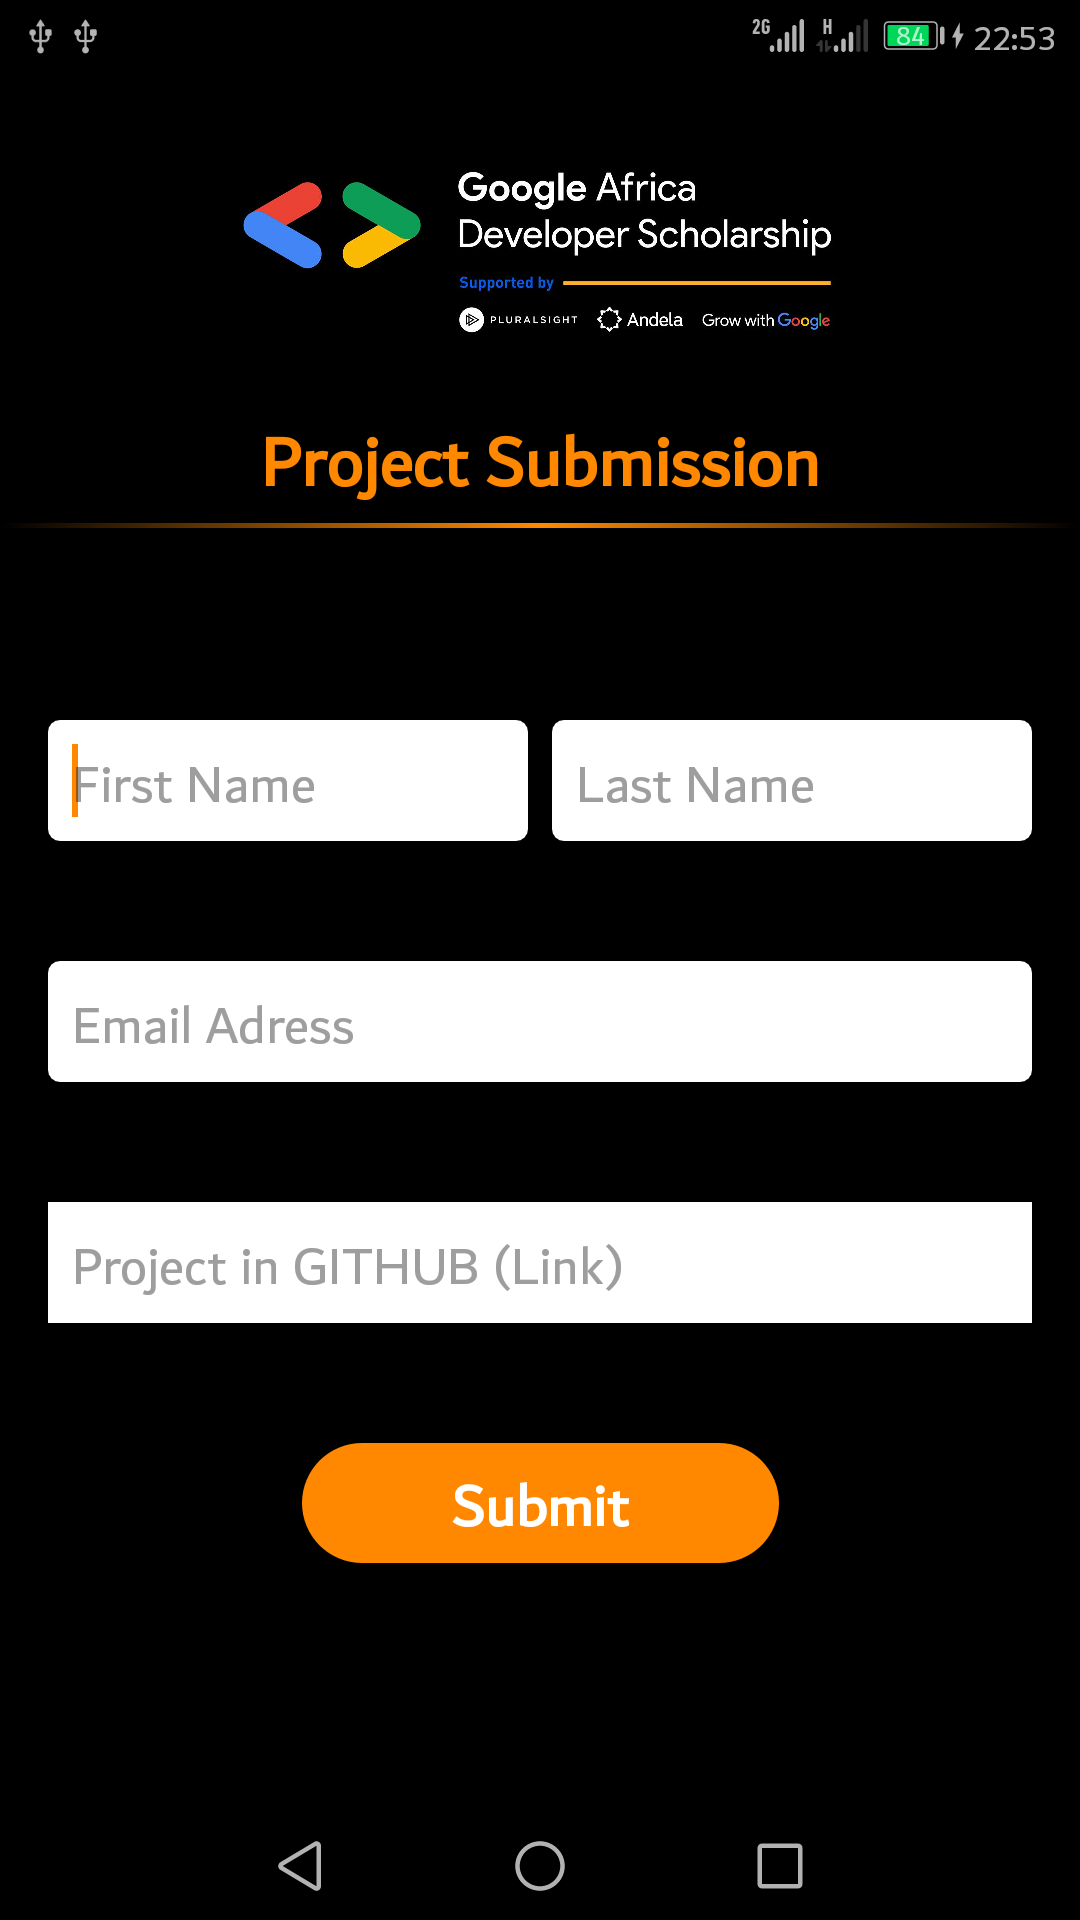 2G H 84 22:53
Google Africa
Developer Scholarship
Supported by
PLURALSIGHT Andela Grow with Google
Project Submission
First Name Last Name
Email Adress
Project in GITHUB (Link)
Submit